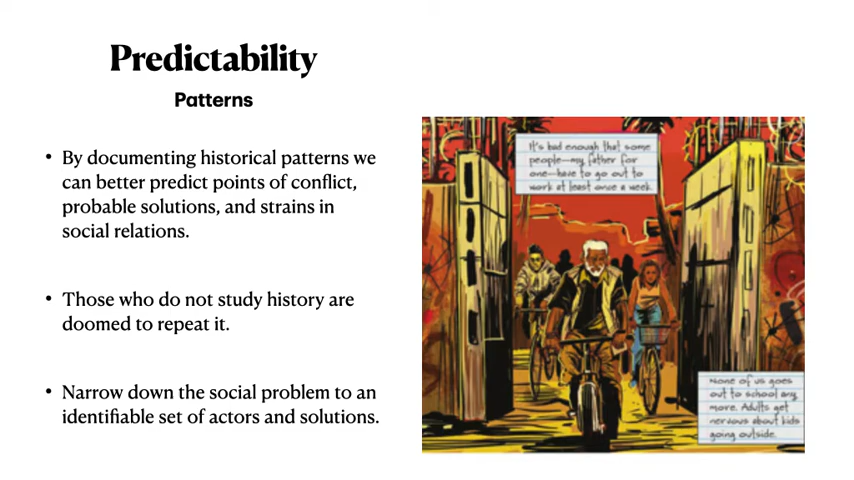 Predictability
Patterns
• By documenting historical patterns we
can better predict points of conflict,
probable solutions, and strains in
social relations.
• Those who do not study history are
doomed to repeat it.
• Narrow down the social problem to an
identifiable set of actors and solutions.
It's bad enough that some
people—my father for
one—have to go out to
work at least once a week.
None of us goes
out to school any
more. Adults get
nervous about kids
going outside.